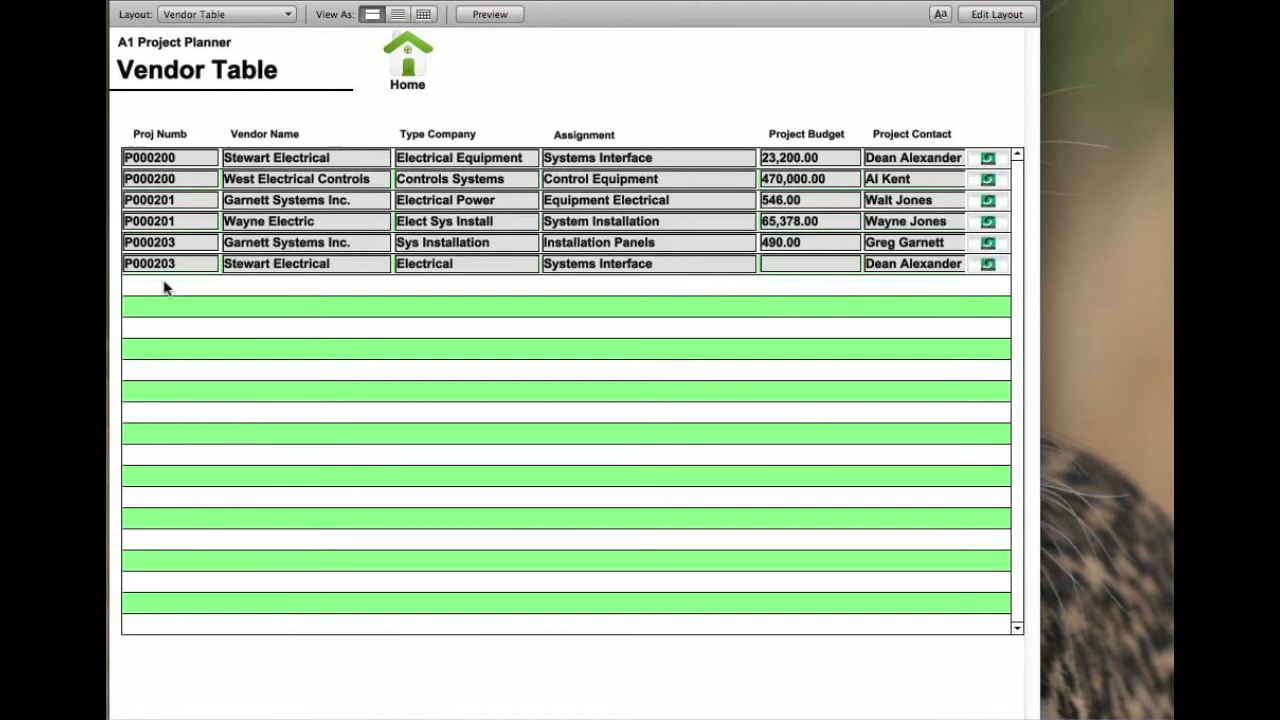 Layout: Vendor Table View As: Preview Aa Edit Layout
A1 Project Planner
Vendor Table
Home
Proj Numb Vendor Name Type Company Assignment Project Budget Project Contact
P000200 Stewart Electrical Electrical Equipment Systems Interface 23,200.00 Dean Alexander
P000200 West Electrical Controls Controls Systems Control Equipment 470,000.00 Al Kent
P000201 Garnett Systems Inc. Electrical Power Equipment Electrical 546.00 Walt Jones
P000201 Wayne Electric Elect Sys Install System Installation 65,378.00 Wayne Jones
P000203 Garnett Systems Inc. Sys Installation Installation Panels 490.00 Greg Garnett
P000203 Stewart Electrical Electrical Systems Interface Dean Alexander